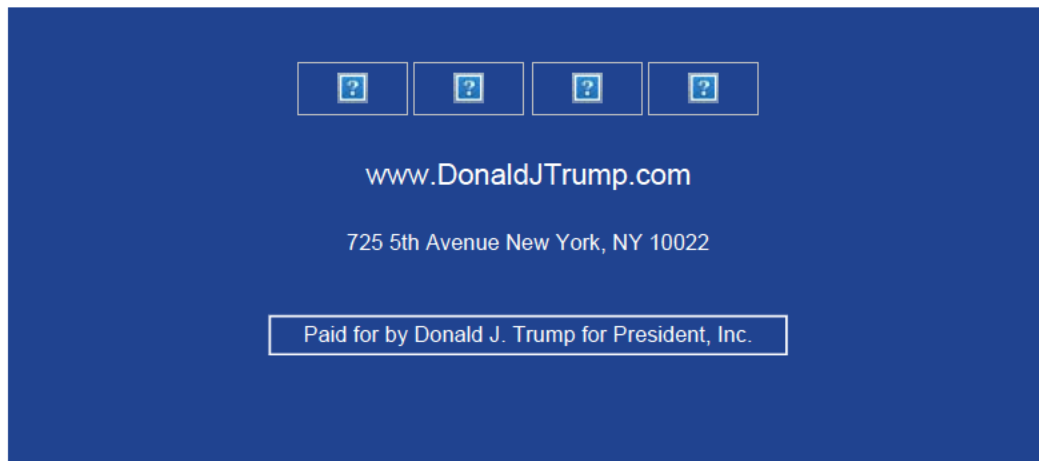 www.DonaldJTrump.com
725 5th Avenue New York, NY 10022
Paid for by Donald J. Trump for President, Inc.